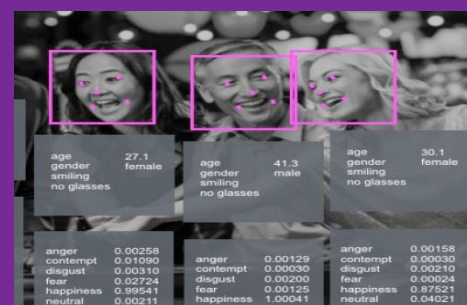 age 27.1
gender female
smiling
no glasses
age 41.3
gender male
smiling
no glasses
age 30.1
gender female
smiling
no glasses
anger 0.00258
contempt 0.01090
disgust 0.00310
fear 0.02724
happiness 0.99541
neutral 0.00211
anger 0.00129
contempt 0.00030
disgust 0.00200
fear 0.00125
happiness 1.00041
anger 0.00158
contempt 0.00030
disgust 0.00210
fear 0.00024
happiness 0.87521
neutral 0.04021